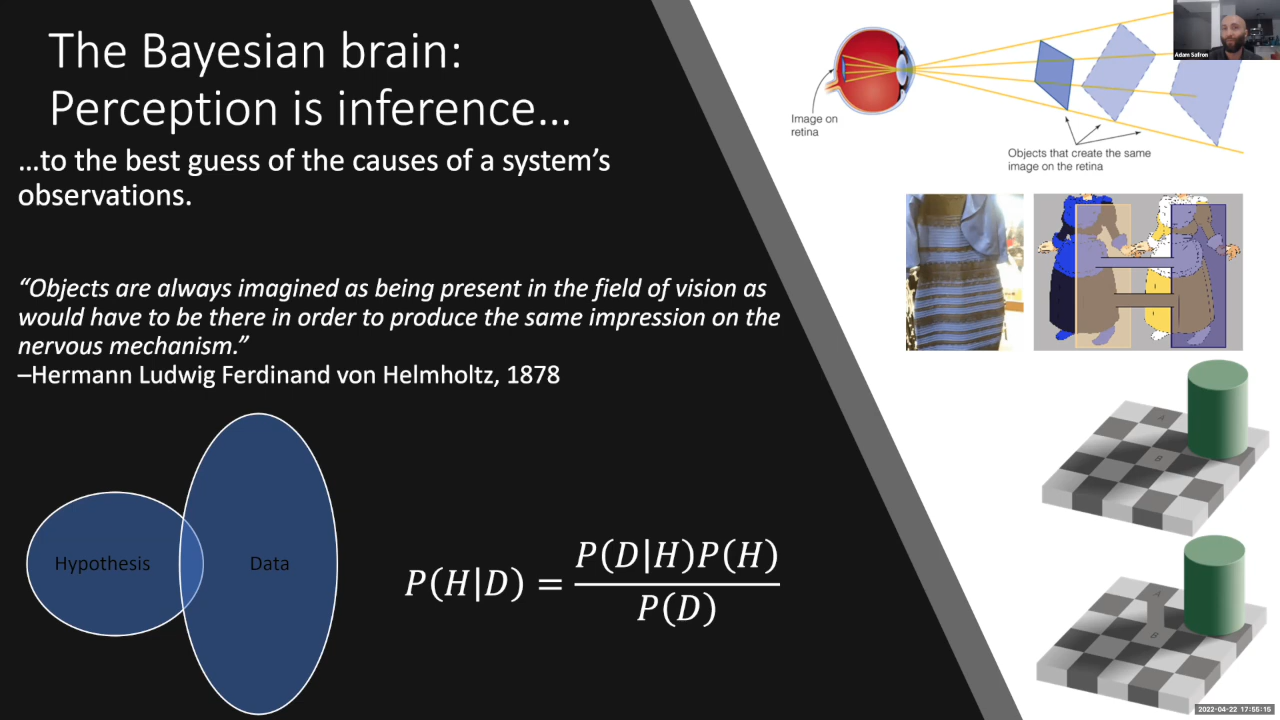 The Bayesian brain:
Perception is inference…
…to the best guess of the causes of a system’s
observations.
“Objects are always imagined as being present in the field of vision as
would have to be there in order to produce the same impression on the
nervous mechanism.”
–Hermann Ludwig Ferdinand von Helmholtz, 1878
Hypothesis
Data
P(H|D) = P(D|H)P(H) / P(D)
Image on
retina
Objects that create the same
image on the retina
Adam Safron
A
B
A
B
2022-04-22 17:55:15